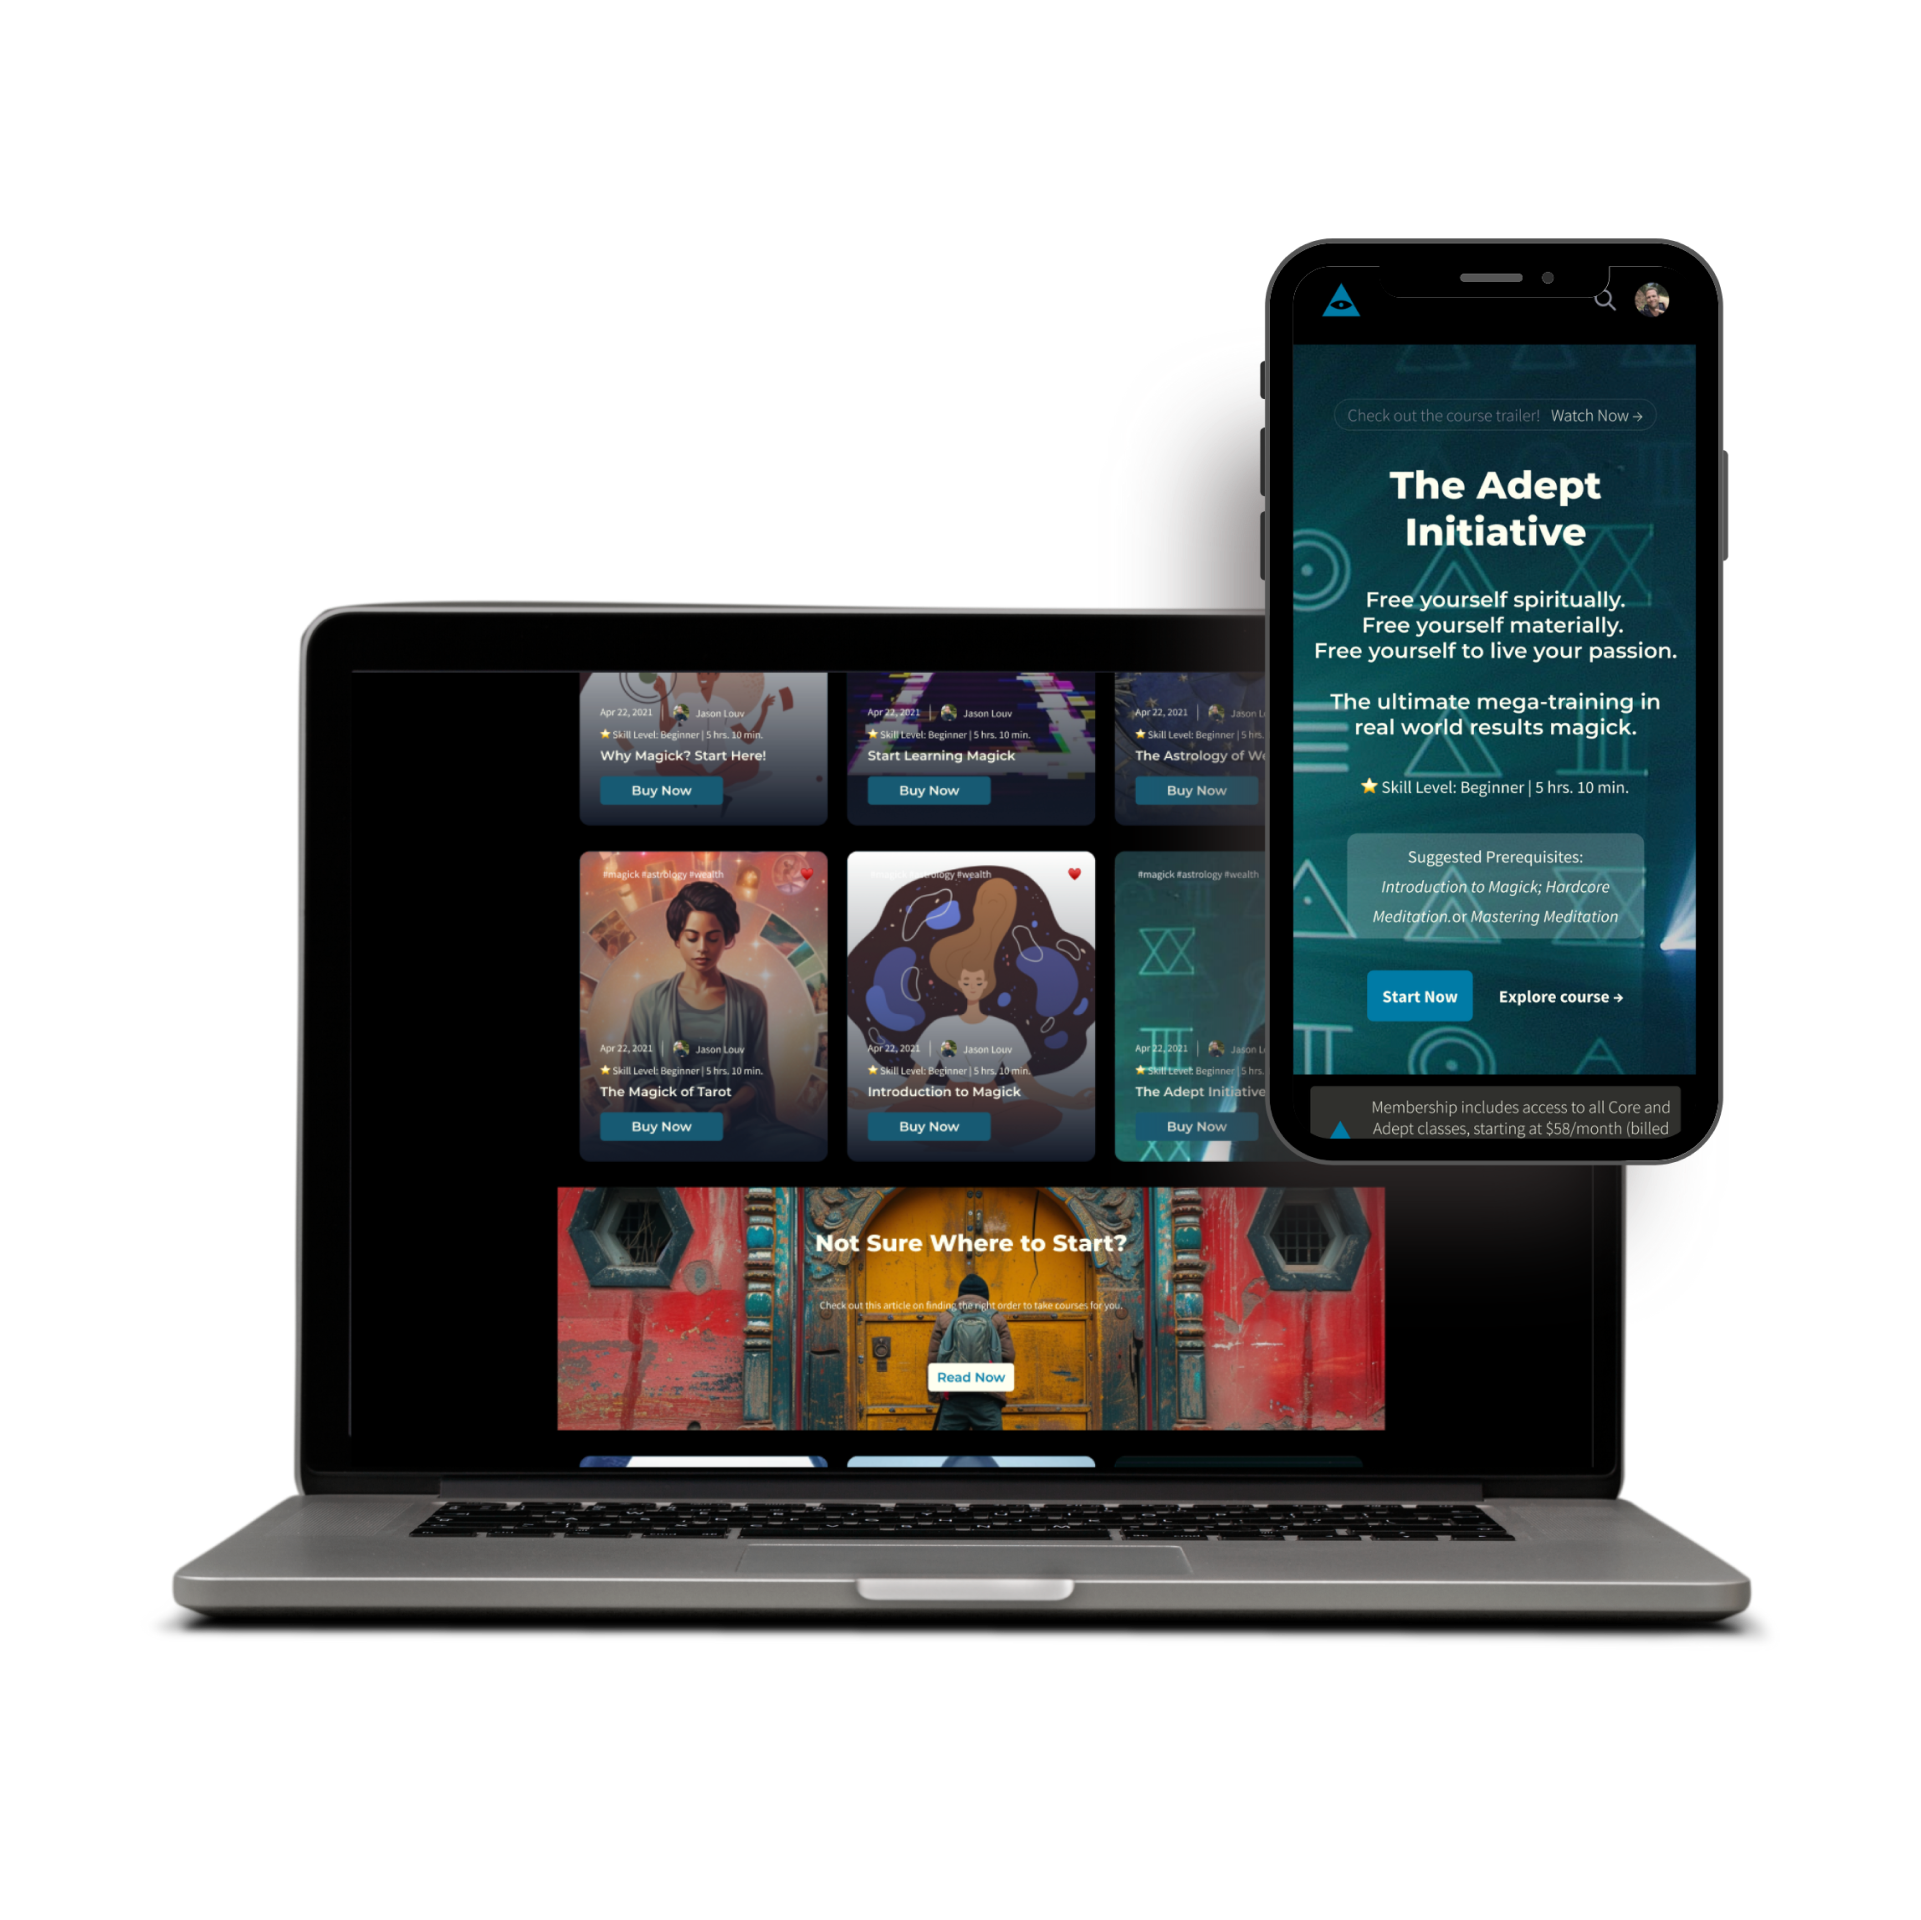 Apr 22, 2021 | Jason Louv
Skill Level: Beginner | 5 hrs. 10 min.
Why Magick? Start Here!
Buy Now
Apr 22, 2021 | Jason Louv
Skill Level: Beginner | 5 hrs. 10 min.
Start Learning Magick
Buy Now
Apr 22, 2021 | Jason
Skill Level: Beginner | 5 hrs.
The Astrology of
Buy Now
#magick #astrology #wealth
Apr 22, 2021 | Jason Louv
Skill Level: Beginner | 5 hrs. 10 min.
The Magick of Tarot
Buy Now
#magick #astrology #wealth
Apr 22, 2021 | Jason Louv
Skill Level: Beginner | 5 hrs. 10 min.
Introduction to Magick
Buy Now
#magick #astrology #wealth
Apr 22, 2021 | Jason
Skill Level: Beginner | 5 hrs.
The Adept Initiative
Buy Now
Not Sure Where to Start?
Check out this article on finding the right order to take courses for you.
Read Now
Check out the course trailer! Watch Now →
The Adept
Initiative
Free yourself spiritually.
Free yourself materially.
Free yourself to live your passion.
The ultimate mega-training in
real world results magick.
Skill Level: Beginner | 5 hrs. 10 min.
Suggested Prerequisites:
Introduction to Magick; Hardcore
Meditation.or Mastering Meditation
Start Now
Explore course →
Membership includes access to all Core and
Adept classes, starting at $58/month (billed